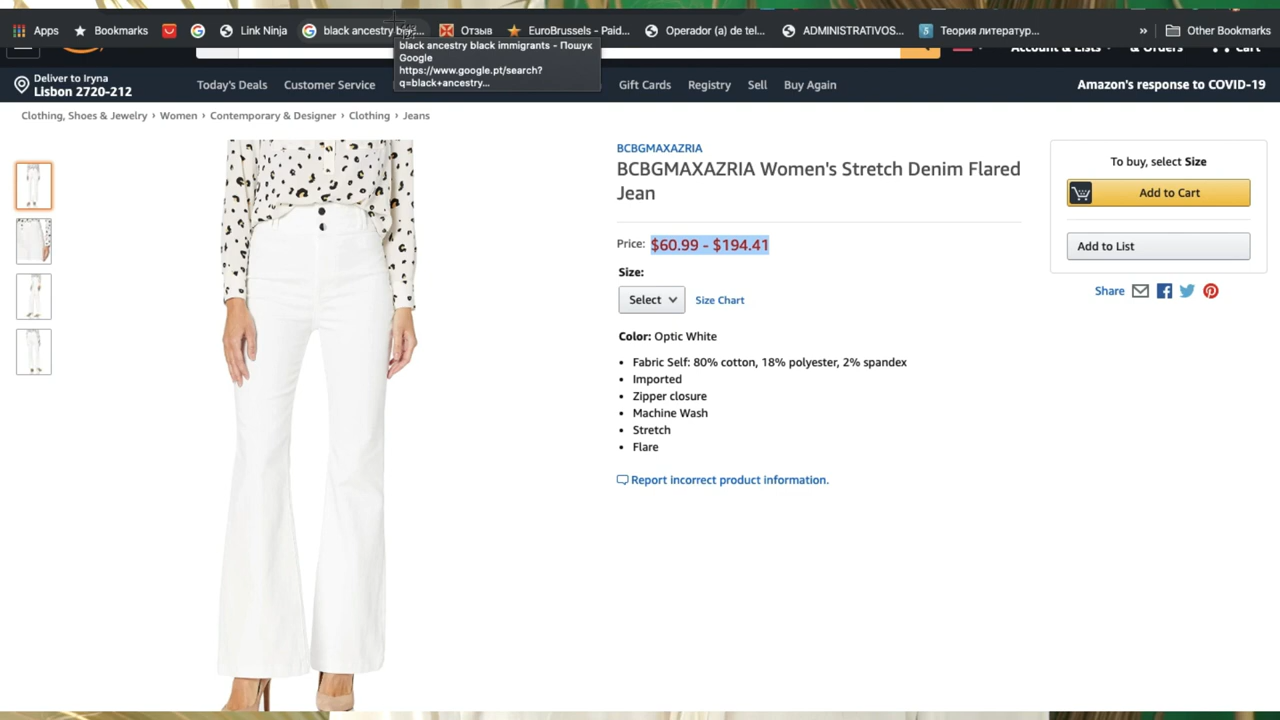 Apps
Bookmarks
Link Ninja
black ancestry b
Отзыв
EuroBrussels - Paid...
Operador (a) de tel...
ADMINISTRATIVOS...
Теория литератур...
»
Other Bookmarks
black ancestry black immigrants - Пошук
Google
https://www.google.pt/search?
q=black+ancestry...
Account & Lists
& Orders
Cart
Deliver to Iryna
Lisbon 2720-212
Today's Deals
Customer Service
Gift Cards
Registry
Sell
Buy Again
Amazon's response to COVID-19
Clothing, Shoes & Jewelry › Women › Contemporary & Designer › Clothing › Jeans
BCBGMAXAZRIA
BCBGMAXAZRIA Women's Stretch Denim Flared
Jean
Price: $60.99 - $194.41
Size:
Select
Size Chart
Color: Optic White
• Fabric Self: 80% cotton, 18% polyester, 2% spandex
• Imported
• Zipper closure
• Machine Wash
• Stretch
• Flare
Report incorrect product information.
To buy, select Size
Add to Cart
Add to List
Share